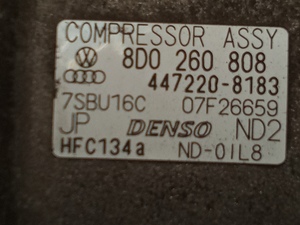 COMPRESSOR ASSY
8D0 260 808
447220-8183
7SBU16C 07F26659
JP DENSO ND2
HFC134a ND-OIL8